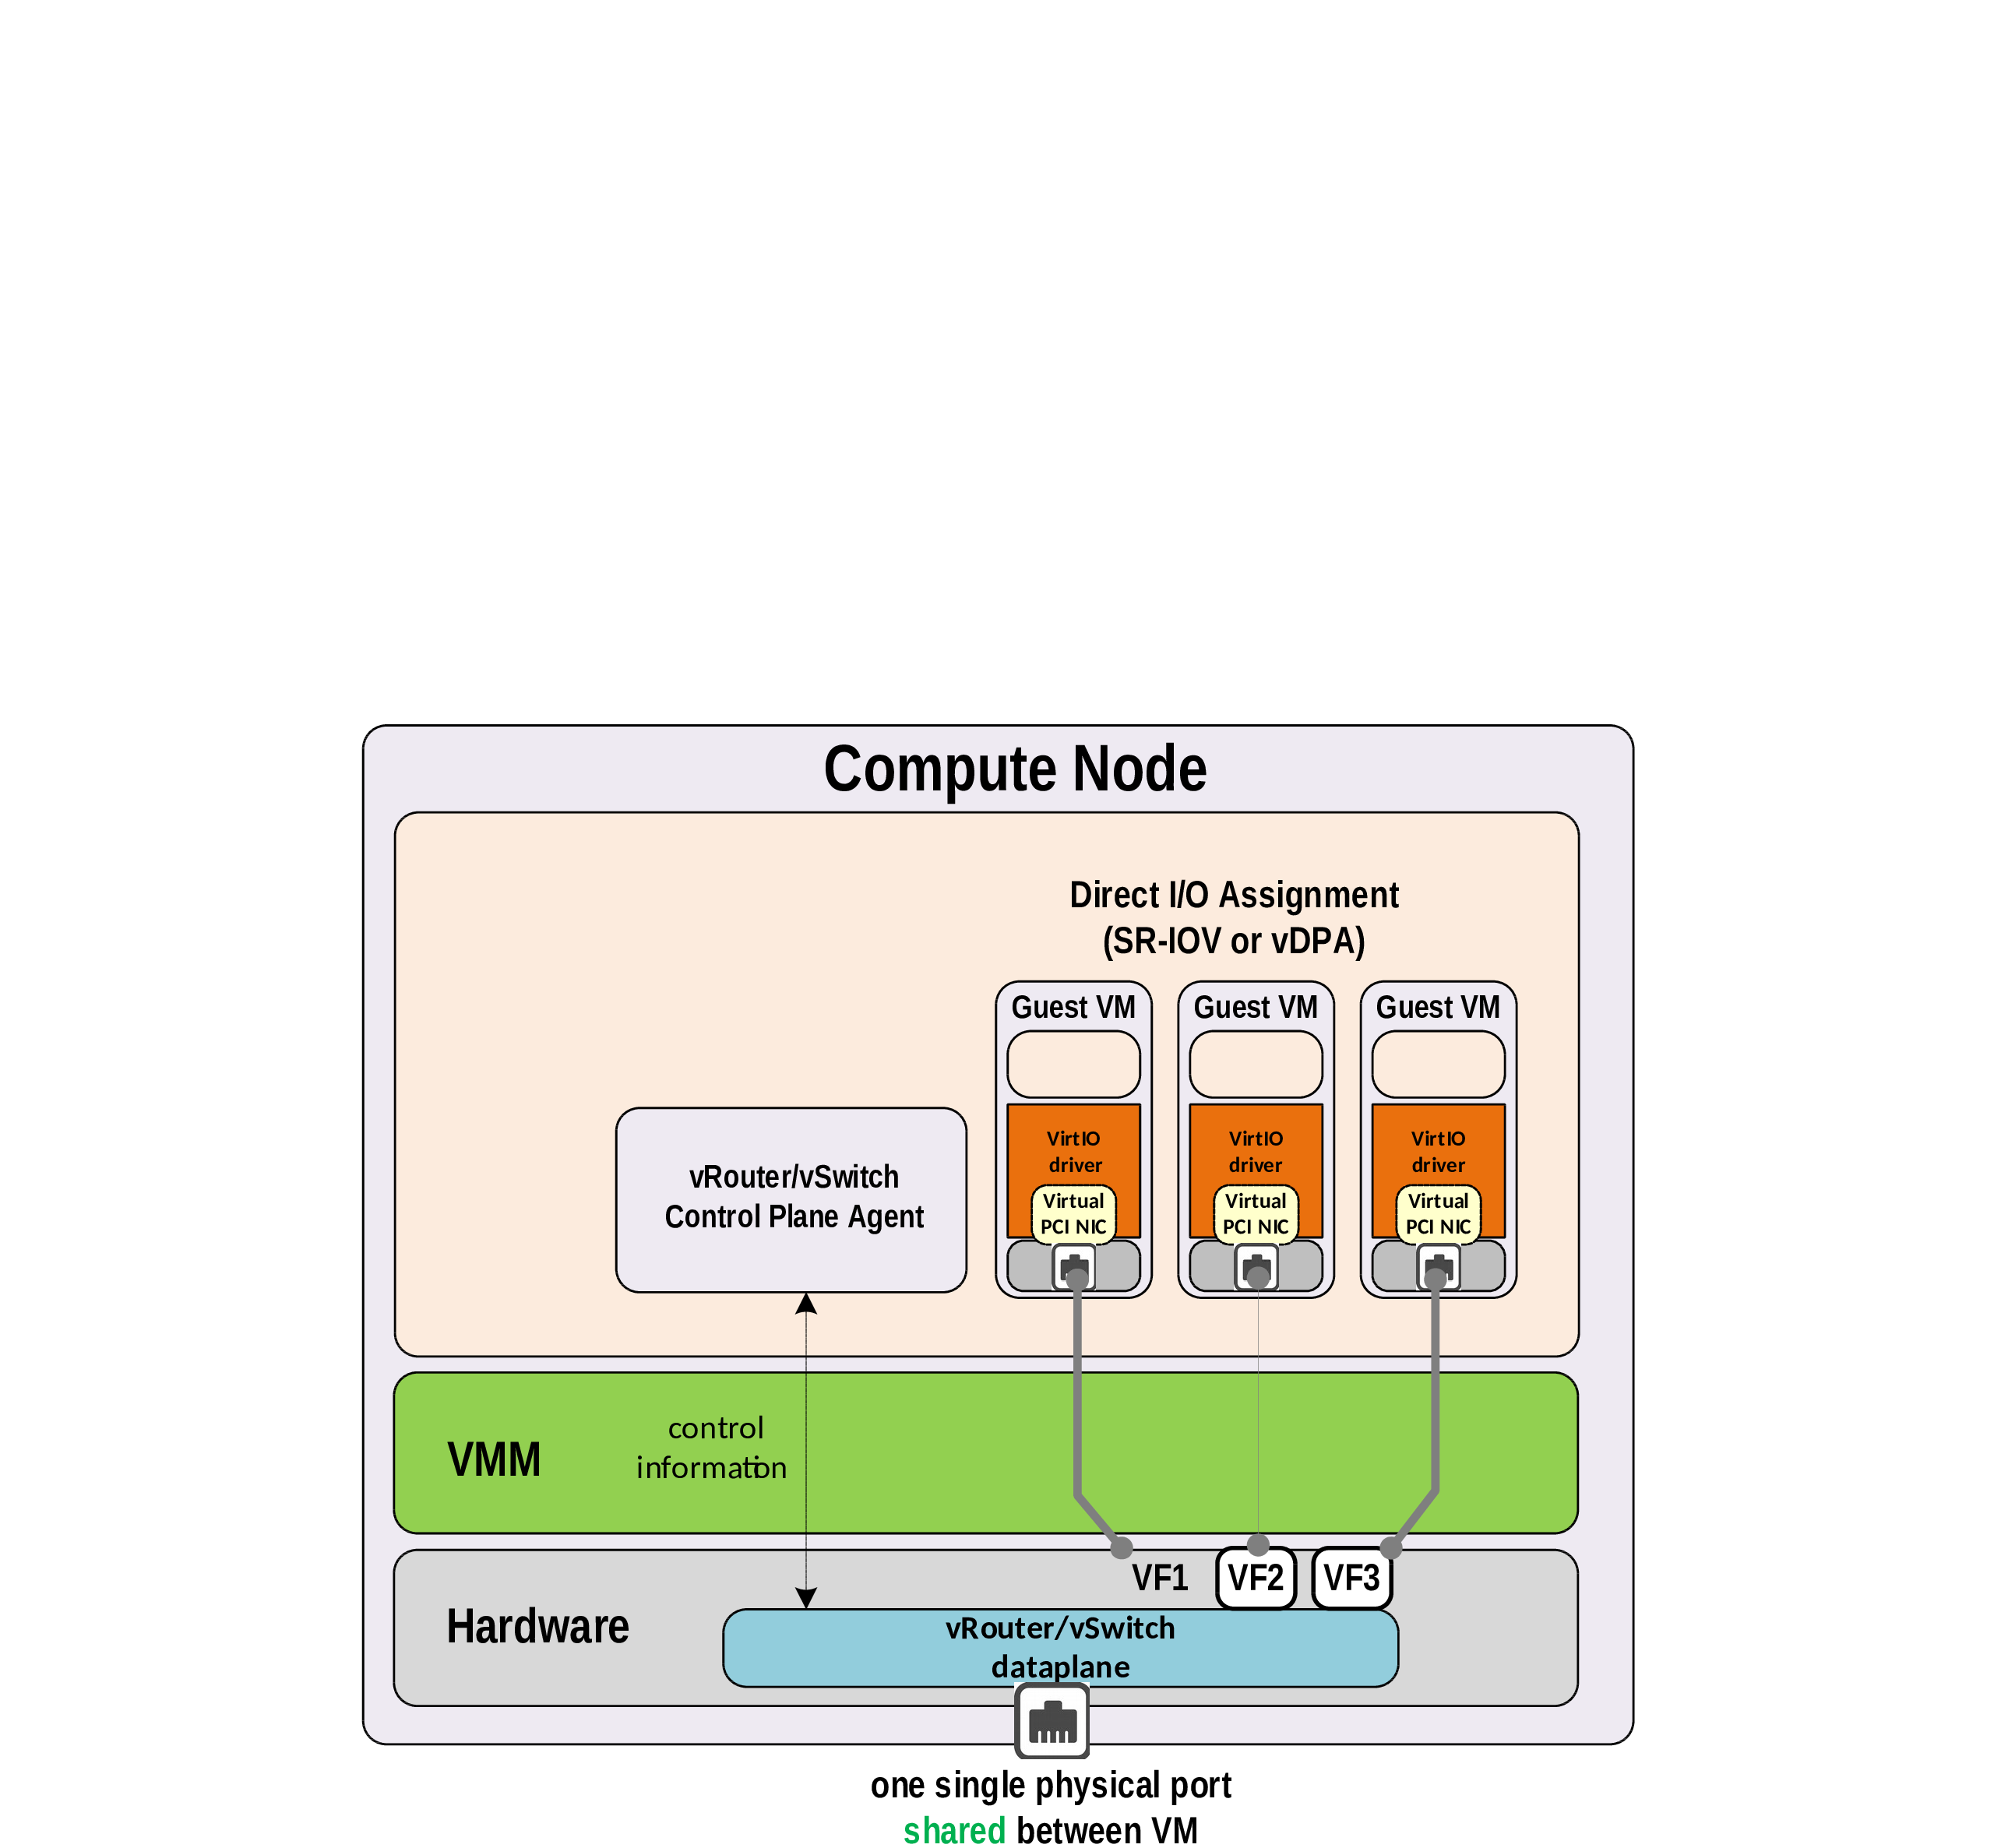 Compute Node
Direct I/O Assignment
(SR-IOV or vDPA)
Guest VM
Guest VM
Guest VM
VirtIO
driver
VirtIO
driver
VirtIO
driver
Virtual
PCI NIC
Virtual
PCI NIC
Virtual
PCI NIC
vRouter/vSwitch
Control Plane Agent
VMM
control
information
VF1
VF2
VF3
Hardware
vRouter/vSwitch
dataplane
one single physical port
shared between VM